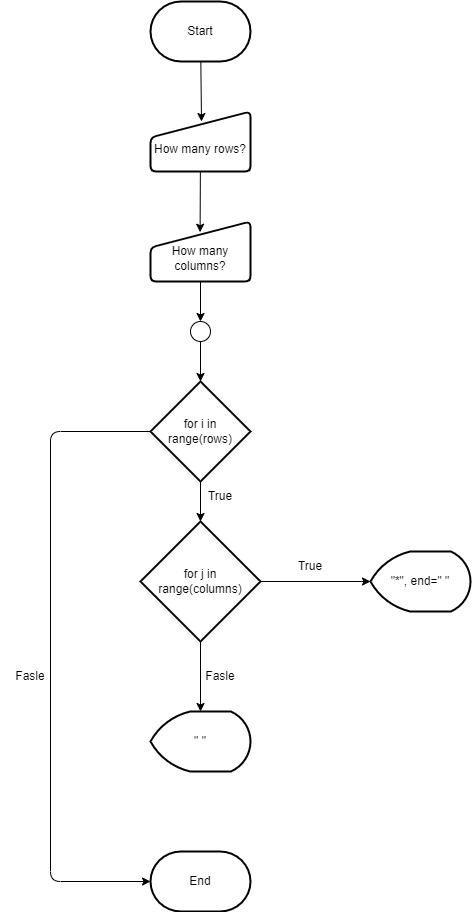 Start
How many rows?
How many
columns?
for i in
range(rows)
True
for j in
range(columns)
True
"*", end=" "
Fasle
Fasle
" "
End